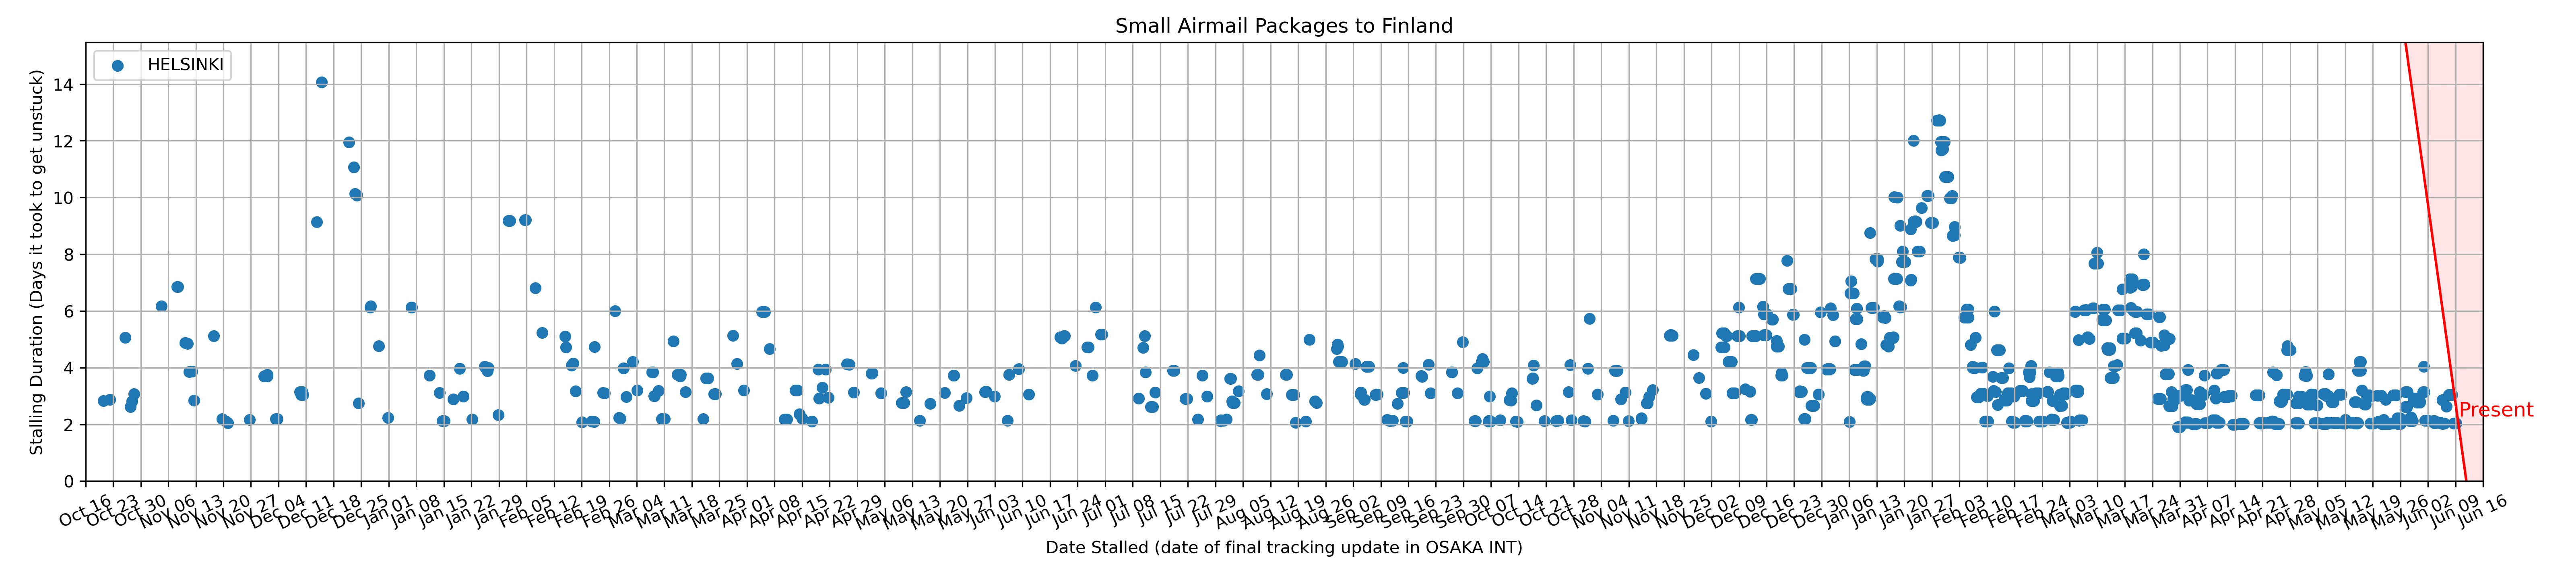 Small Airmail Packages to Finland
HELSINKI
Stalling Duration (Days it took to get unstuck)
14
12
10
8
6
4
2
0
Present
Oct 16
Oct 23
Oct 30
Nov 06
Nov 13
Nov 20
Nov 27
Dec 04
Dec 11
Dec 18
Dec 25
Jan 01
Jan 08
Jan 15
Jan 22
Jan 29
Feb 05
Feb 12
Feb 19
Feb 26
Mar 04
Mar 11
Mar 18
Mar 25
Apr 01
Apr 08
Apr 15
Apr 22
Apr 29
May 06
May 13
May 20
May 27
Jun 03
Jun 10
Jun 17
Jun 24
Jul 01
Jul 08
Jul 15
Jul 22
Jul 29
Aug 05
Aug 12
Aug 19
Aug 26
Sep 02
Sep 09
Sep 16
Sep 23
Sep 30
Oct 07
Oct 14
Oct 21
Oct 28
Nov 04
Nov 11
Nov 18
Nov 25
Dec 02
Dec 09
Dec 16
Dec 23
Dec 30
Jan 06
Jan 13
Jan 20
Jan 27
Feb 03
Feb 10
Feb 17
Feb 24
Mar 03
Mar 10
Mar 17
Mar 24
Mar 31
Apr 07
Apr 14
Apr 21
Apr 28
May 05
May 12
May 19
May 26
Jun 02
Jun 09
Jun 16
Date Stalled (date of final tracking update in OSAKA INT)